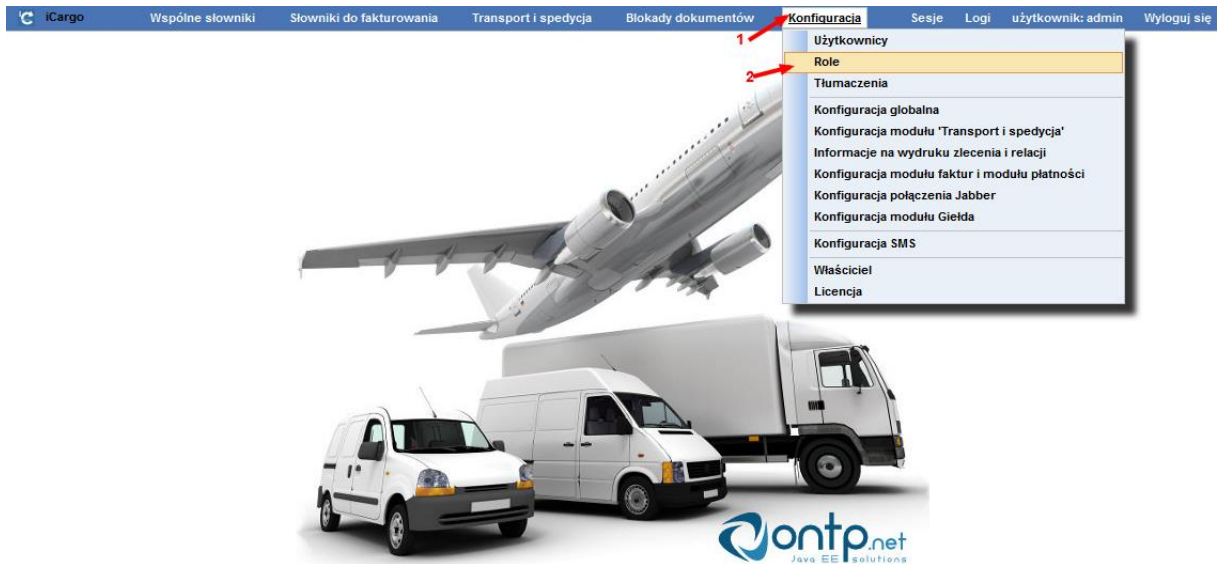 iCargo Wspólne słowniki Słowniki do fakturowania Transport i spedycja Blokady dokumentów Konfiguracja Sesje Logi użytkownik: admin Wyloguj się
1
Użytkownicy
2 Role
Tłumaczenia
Konfiguracja globalna
Konfiguracja modułu 'Transport i spedycja'
Informacje na wydruku zlecenia i relacji
Konfiguracja modułu faktur i modułu płatności
Konfiguracja połączenia Jabber
Konfiguracja modułu Giełda
Konfiguracja SMS
Właściciel
Licencja
ontp.net
Java EE solutions